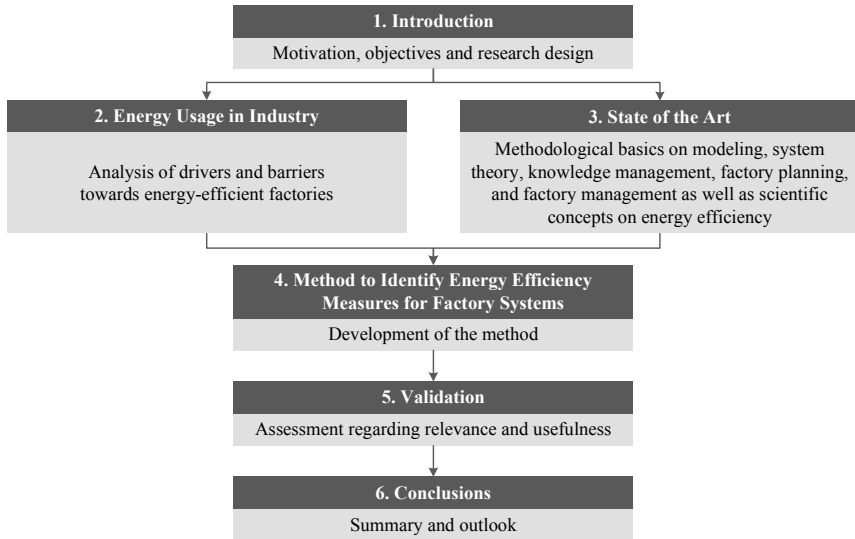 1. Introduction
Motivation, objectives and research design
2. Energy Usage in Industry
Analysis of drivers and barriers
towards energy-efficient factories
3. State of the Art
Methodological basics on modeling, system
theory, knowledge management, factory planning,
and factory management as well as scientific
concepts on energy efficiency
4. Method to Identify Energy Efficiency
Measures for Factory Systems
Development of the method
5. Validation
Assessment regarding relevance and usefulness
6. Conclusions
Summary and outlook